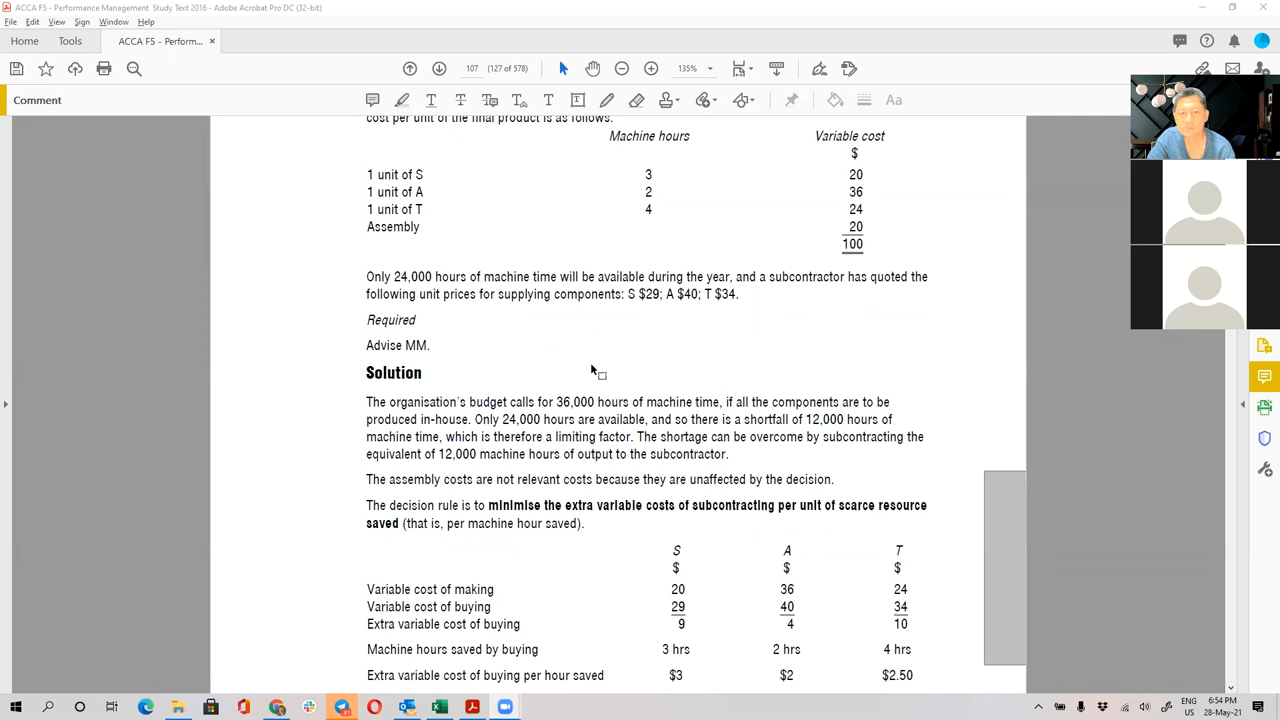 ACCA F5 - Performance Management Study Text 2016 - Adobe Acrobat Pro DC (32-bit)
File Edit View Sign Window Help
Home Tools ACCA F5 - Perform... ×
107 (127 of 578) 135%
Comment
cost per unit of the final product is as follows.
Machine hours Variable cost
$
1 unit of S 3 20
1 unit of A 2 36
1 unit of T 4 24
Assembly 20
100
Only 24,000 hours of machine time will be available during the year, and a subcontractor has quoted the
following unit prices for supplying components: S $29; A $40; T $34.
Required
Advise MM.
Solution
The organisation's budget calls for 36,000 hours of machine time, if all the components are to be
produced in-house. Only 24,000 hours are available, and so there is a shortfall of 12,000 hours of
machine time, which is therefore a limiting factor. The shortage can be overcome by subcontracting the
equivalent of 12,000 machine hours of output to the subcontractor.
The assembly costs are not relevant costs because they are unaffected by the decision.
The decision rule is to minimise the extra variable costs of subcontracting per unit of scarce resource
saved (that is, per machine hour saved).
S A T
$ $ $
Variable cost of making 20 36 24
Variable cost of buying 29 40 34
Extra variable cost of buying 9 4 10
Machine hours saved by buying 3 hrs 2 hrs 4 hrs
Extra variable cost of buying per hour saved $3 $2 $2.50
ENG 6:54 PM
US 28-May-21